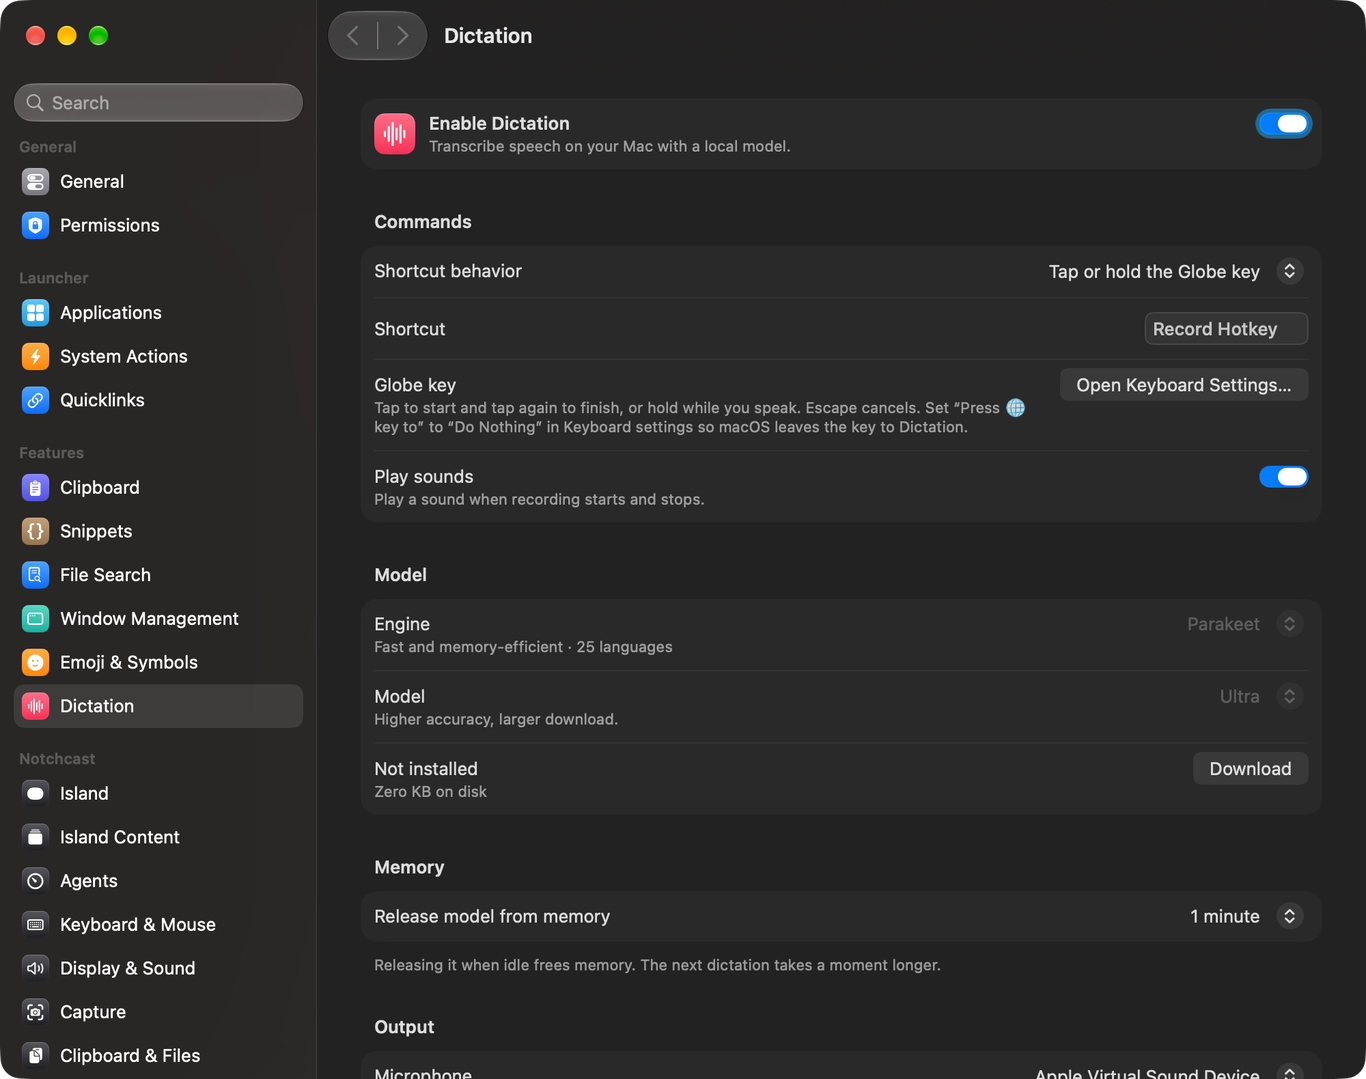 Dictation
Search
General
General
Permissions
Launcher
Applications
System Actions
Quicklinks
Features
Clipboard
Snippets
File Search
Window Management
Emoji & Symbols
Dictation
Notchcast
Island
Island Content
Agents
Keyboard & Mouse
Display & Sound
Capture
Clipboard & Files
Enable Dictation
Transcribe speech on your Mac with a local model.
Commands
Shortcut behavior
Tap or hold the Globe key
Shortcut
Record Hotkey
Globe key
Open Keyboard Settings...
Tap to start and tap again to finish, or hold while you speak. Escape cancels. Set “Press 🌐
key to” to “Do Nothing” in Keyboard settings so macOS leaves the key to Dictation.
Play sounds
Play a sound when recording starts and stops.
Model
Engine
Parakeet
Fast and memory-efficient · 25 languages
Model
Ultra
Higher accuracy, larger download.
Not installed
Download
Zero KB on disk
Memory
Release model from memory
1 minute
Releasing it when idle frees memory. The next dictation takes a moment longer.
Output
Microphone
Apple Virtual Sound Device